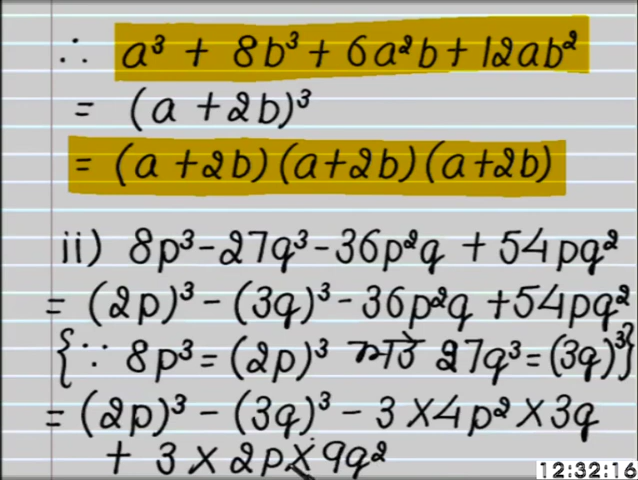 ∴ a³ + 8b³ + 6a²b + 12ab²
= (a + 2b)³
= (a + 2b) (a + 2b) (a + 2b)
ii) 8p³ - 27q³ - 36p²q + 54pq²
= (2p)³ - (3q)³ - 36p²q + 54pq²
{∵ 8p³ = (2p)³ 27q³ = (3q)³}
= (2p)³ - (3q)³ - 3 × 4p² × 3q
+ 3 × 2p × 9q²
12:32:16